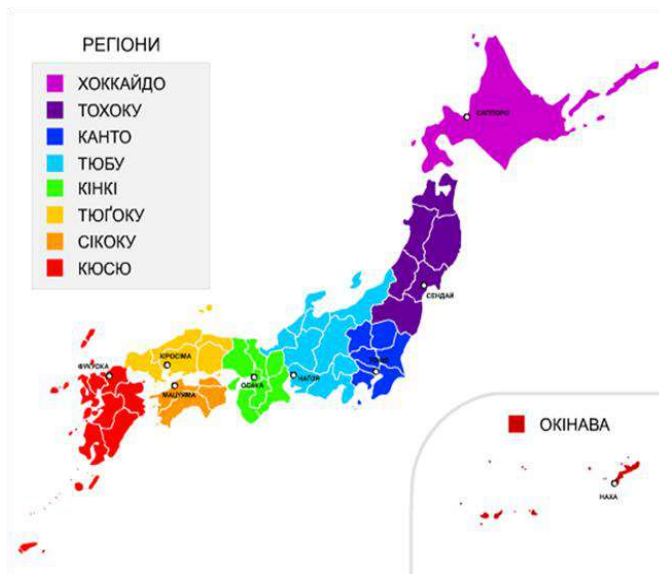 РЕГІОНИ
ХОККАЙДО
ТОХОКУ
КАНТО
ТЮБУ
КІНКІ
ТЮҐОКУ
СІКОКУ
КЮСЮ
САППОРО
СЕНДАЙ
ТОКІО
НАГОЯ
ОСАКА
ХІРОСІМА
МАЦУЯМА
ФУКУОКА
ОКІНАВА
НАХА